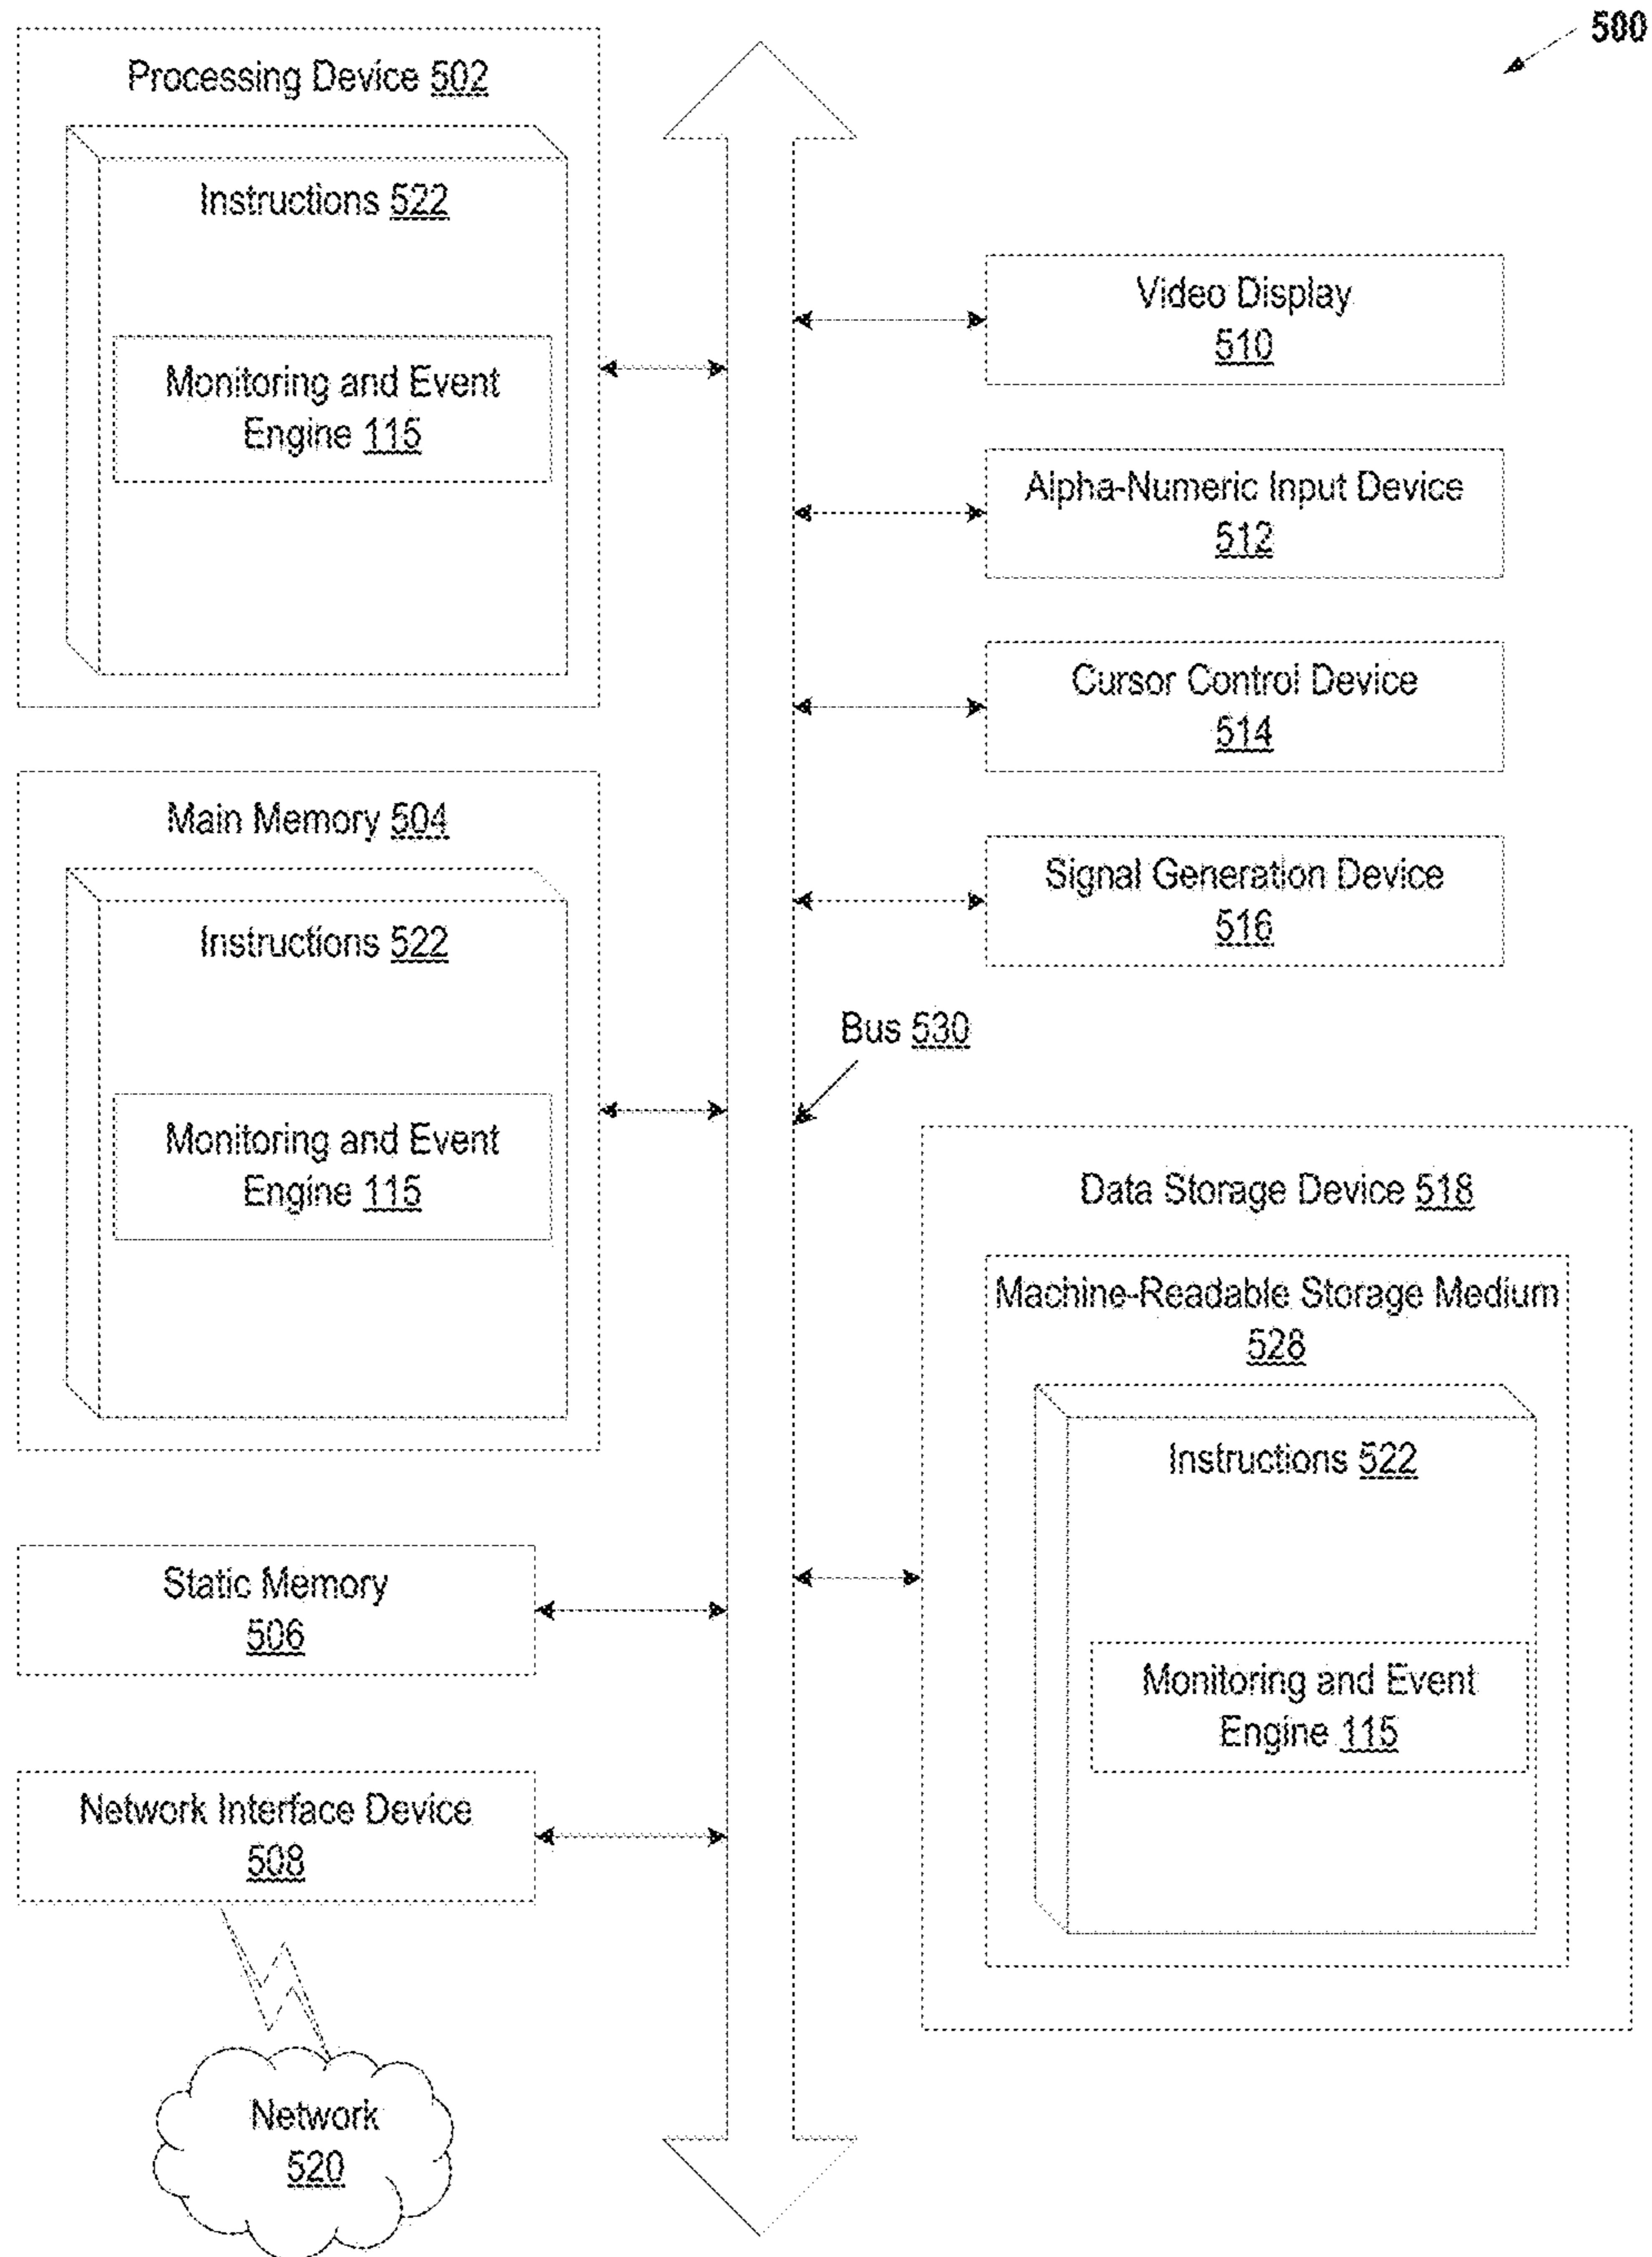 500
Processing Device 502
Instructions 522
Monitoring and Event
Engine 115
Main Memory 504
Instructions 522
Monitoring and Event
Engine 115
Static Memory
506
Network Interface Device
508
Network
520
Video Display
510
Alpha-Numeric Input Device
512
Cursor Control Device
514
Signal Generation Device
516
Bus 530
Data Storage Device 518
Machine-Readable Storage Medium
528
Instructions 522
Monitoring and Event
Engine 115